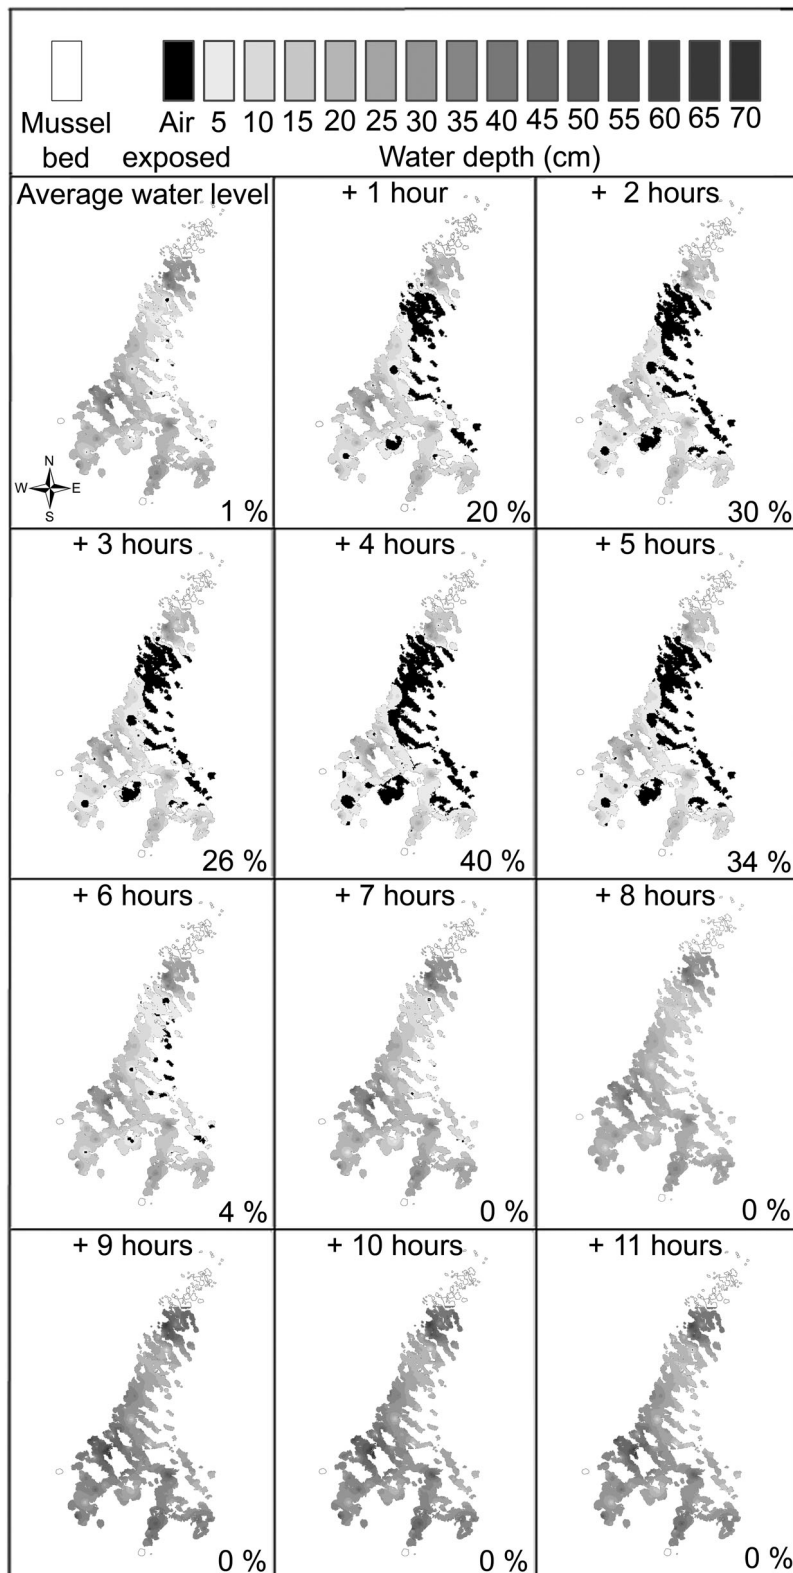 Mussel bed
Air exposed
5 10 15 20 25 30 35 40 45 50 55 60 65 70
Water depth (cm)
Average water level
+ 1 hour
+ 2 hours
N
W E
S
1 %
20 %
30 %
+ 3 hours
+ 4 hours
+ 5 hours
26 %
40 %
34 %
+ 6 hours
+ 7 hours
+ 8 hours
4 %
0 %
0 %
+ 9 hours
+ 10 hours
+ 11 hours
0 %
0 %
0 %